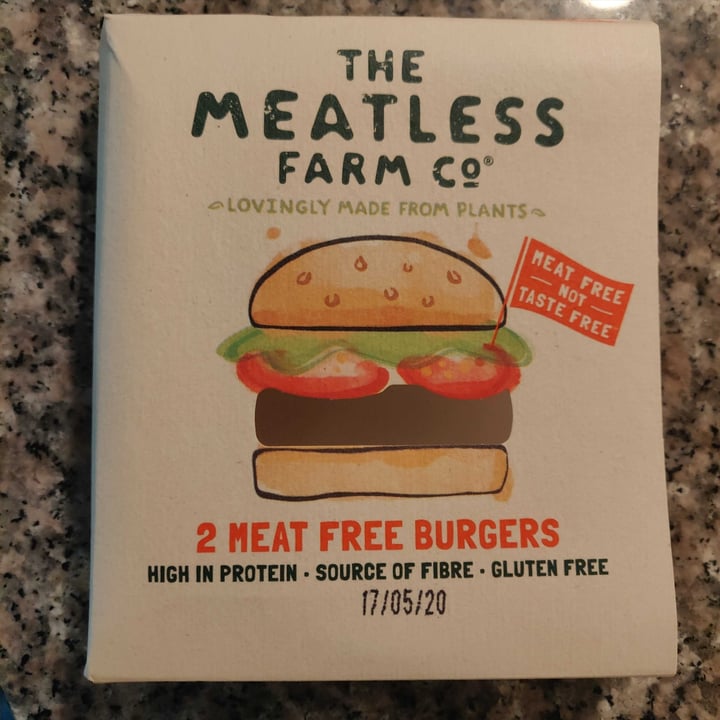 THE
MEATLESS
FARM CO®
LOVINGLY MADE FROM PLANTS
MEAT FREE
NOT
TASTE FREE
2 MEAT FREE BURGERS
HIGH IN PROTEIN · SOURCE OF FIBRE · GLUTEN FREE
17/05/20